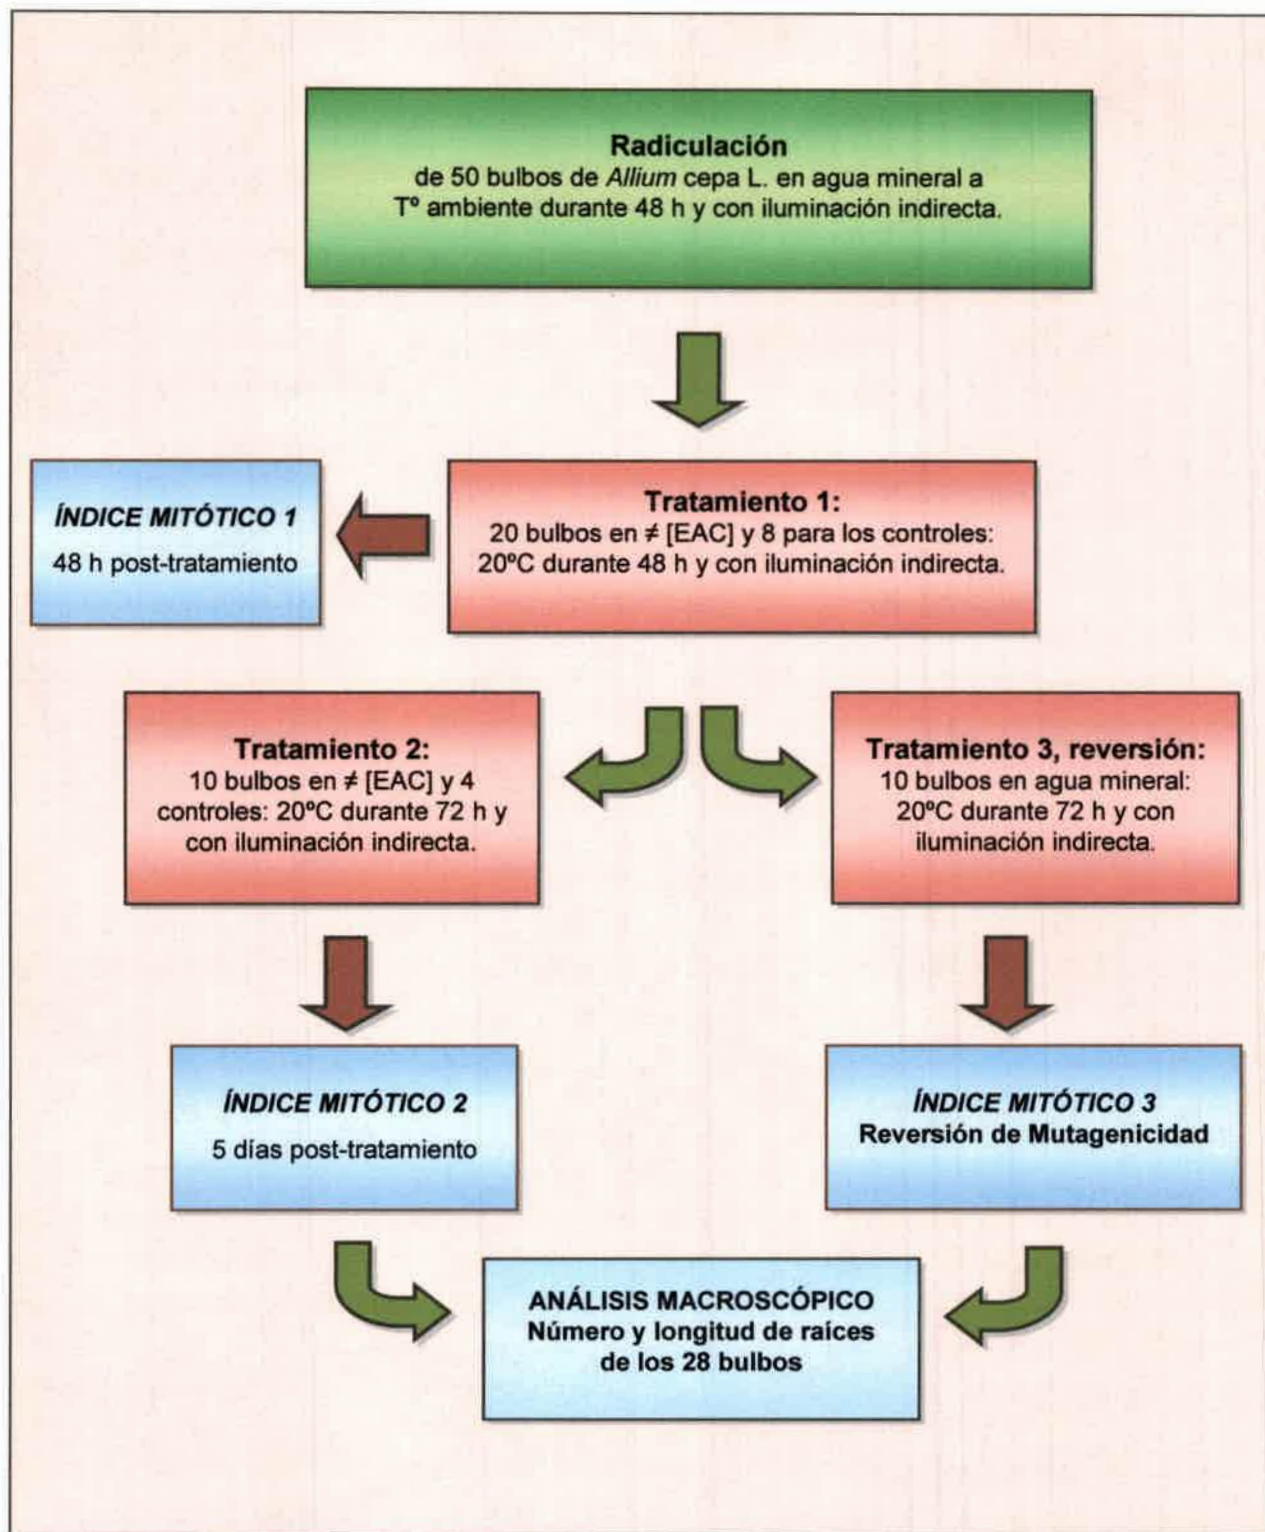 Radiculación
de 50 bulbos de Allium cepa L. en agua mineral a
Tº ambiente durante 48 h y con iluminación indirecta.
ÍNDICE MITÓTICO 1
48 h post-tratamiento
Tratamiento 1:
20 bulbos en ≠ [EAC] y 8 para los controles:
20ºC durante 48 h y con iluminación indirecta.
Tratamiento 2:
10 bulbos en ≠ [EAC] y 4
controles: 20ºC durante 72 h y
con iluminación indirecta.
Tratamiento 3, reversión:
10 bulbos en agua mineral:
20ºC durante 72 h y con
iluminación indirecta.
ÍNDICE MITÓTICO 2
5 días post-tratamiento
ÍNDICE MITÓTICO 3
Reversión de Mutagenicidad
ANÁLISIS MACROSCÓPICO
Número y longitud de raíces
de los 28 bulbos